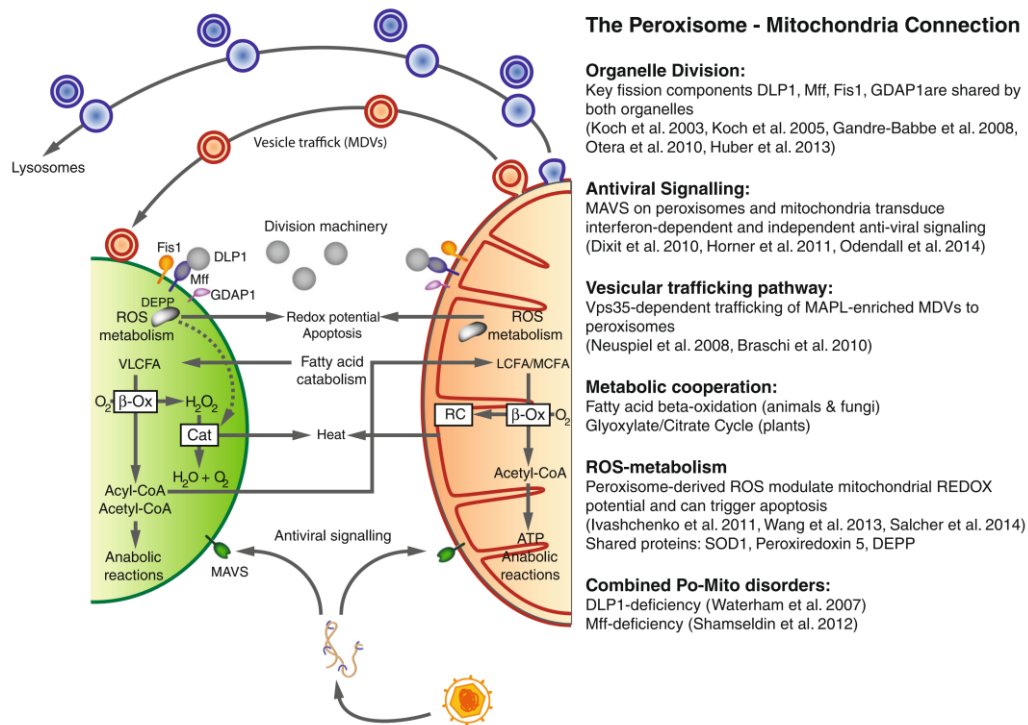 The Peroxisome - Mitochondria Connection
Organelle Division:
Key fission components DLP1, Mff, Fis1, GDAP1are shared by
both organelles
(Koch et al. 2003, Koch et al. 2005, Gandre-Babbe et al. 2008,
Otera et al. 2010, Huber et al. 2013)
Antiviral Signalling:
MAVS on peroxisomes and mitochondria transduce
interferon-dependent and independent anti-viral signaling
(Dixit et al. 2010, Horner et al. 2011, Odendall et al. 2014)
Vesicular trafficking pathway:
Vps35-dependent trafficking of MAPL-enriched MDVs to
peroxisomes
(Neuspiel et al. 2008, Braschi et al. 2010)
Metabolic cooperation:
Fatty acid beta-oxidation (animals & fungi)
Glyoxylate/Citrate Cycle (plants)
ROS-metabolism
Peroxisome-derived ROS modulate mitochondrial REDOX
potential and can trigger apoptosis
(Ivashchenko et al. 2011, Wang et al. 2013, Salcher et al. 2014)
Shared proteins: SOD1, Peroxiredoxin 5, DEPP
Combined Po-Mito disorders:
DLP1-deficiency (Waterham et al. 2007)
Mff-deficiency (Shamseldin et al. 2012)
Lysosomes
Vesicle traffick (MDVs)
Division machinery
Fis1
DLP1
Mff
GDAP1
DEPP
ROS
metabolism
Redox potential
Apoptosis
ROS
metabolism
VLCFA
Fatty acid
catabolism
LCFA/MCFA
O₂
β-Ox
H₂O₂
RC
β-Ox
O₂
Cat
Heat
H₂O + O₂
Acetyl-CoA
Acyl-CoA
Acetyl-CoA
Antiviral signalling
ATP
Anabolic
reactions
Anabolic
reactions
MAVS